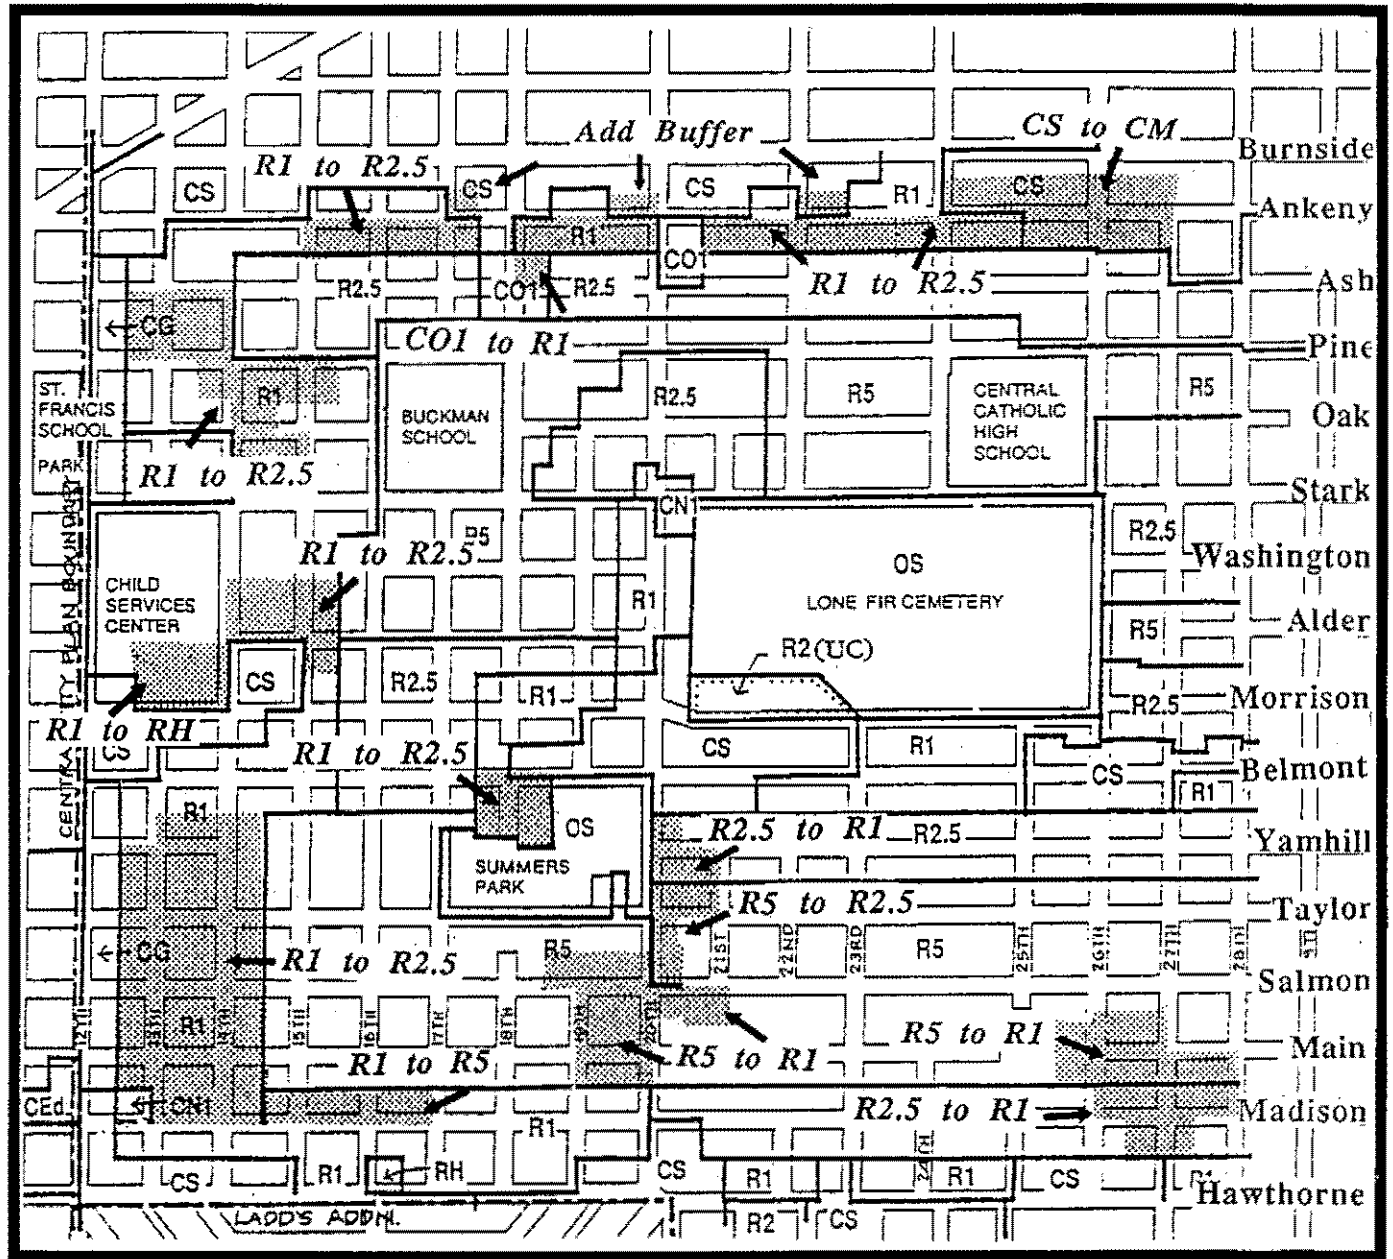 Add Buffer
CS to CM
Burnside
R1 to R2.5
CS
CS
CS
CS
R1
Ankeny
R1
CO1
R2.5
CO1
R2.5
R1 to R2.5
Ash
CG
CO1 to R1
Pine
ST.
FRANCIS
SCHOOL
R1
BUCKMAN
SCHOOL
R2.5
R5
CENTRAL
CATHOLIC
HIGH
SCHOOL
R5
Oak
PARK
R1 to R2.5
Stark
CN1
R1 to R2.5
R2.5
Washington
OS
CHILD
SERVICES
CENTER
R1
LONE FIR CEMETERY
R5
Alder
R2(UC)
CS
R2.5
R1
R2.5
Morrison
R1 to RH
CS
R1 to R2.5
CS
R1
CS
Belmont
R1
R1
OS
R2.5 to R1
R2.5
Yamhill
SUMMERS
PARK
R5 to R2.5
Taylor
CG
R1 to R2.5
R5
R5
21ST
22ND
23RD
25TH
26TH
27TH
28TH
Salmon
12TH
13TH
R1
14TH
15TH
16TH
17TH
18TH
19TH
20TH
R5 to R1
R5 to R1
Main
R1 to R5
CEd
CN1
R2.5 to R1
Madison
R1
24TH
CS
R1
RH
CS
R1
R1
CS
R1
Hawthorne
LADD'S ADDN.
R2
CS